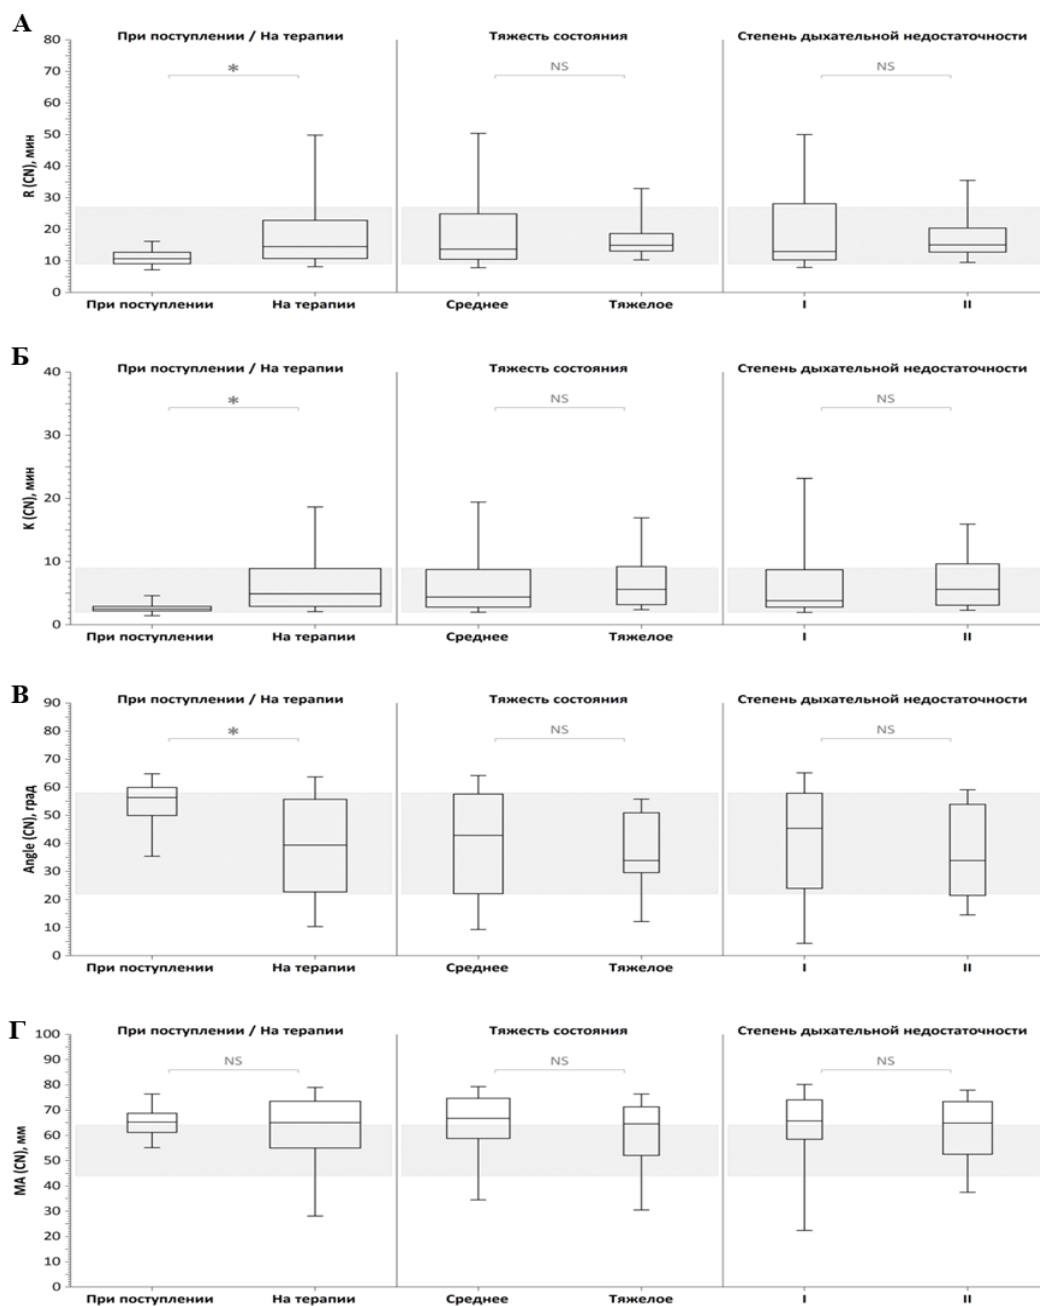 А
При поступлении / На терапии Тяжесть состояния Степень дыхательной недостаточности
80
70
60
50
40
30
20
10
0
R (CN), мин
* NS NS
При поступлении На терапии Среднее Тяжелое I II
Б
При поступлении / На терапии Тяжесть состояния Степень дыхательной недостаточности
40
30
20
10
0
K (CN), мин
* NS NS
При поступлении На терапии Среднее Тяжелое I II
В
При поступлении / На терапии Тяжесть состояния Степень дыхательной недостаточности
90
80
70
60
50
40
30
20
10
0
Angle (CN), град
* NS NS
При поступлении На терапии Среднее Тяжелое I II
Г
При поступлении / На терапии Тяжесть состояния Степень дыхательной недостаточности
100
90
80
70
60
50
40
30
20
10
0
MA (CN), мм
NS NS NS
При поступлении На терапии Среднее Тяжелое I II